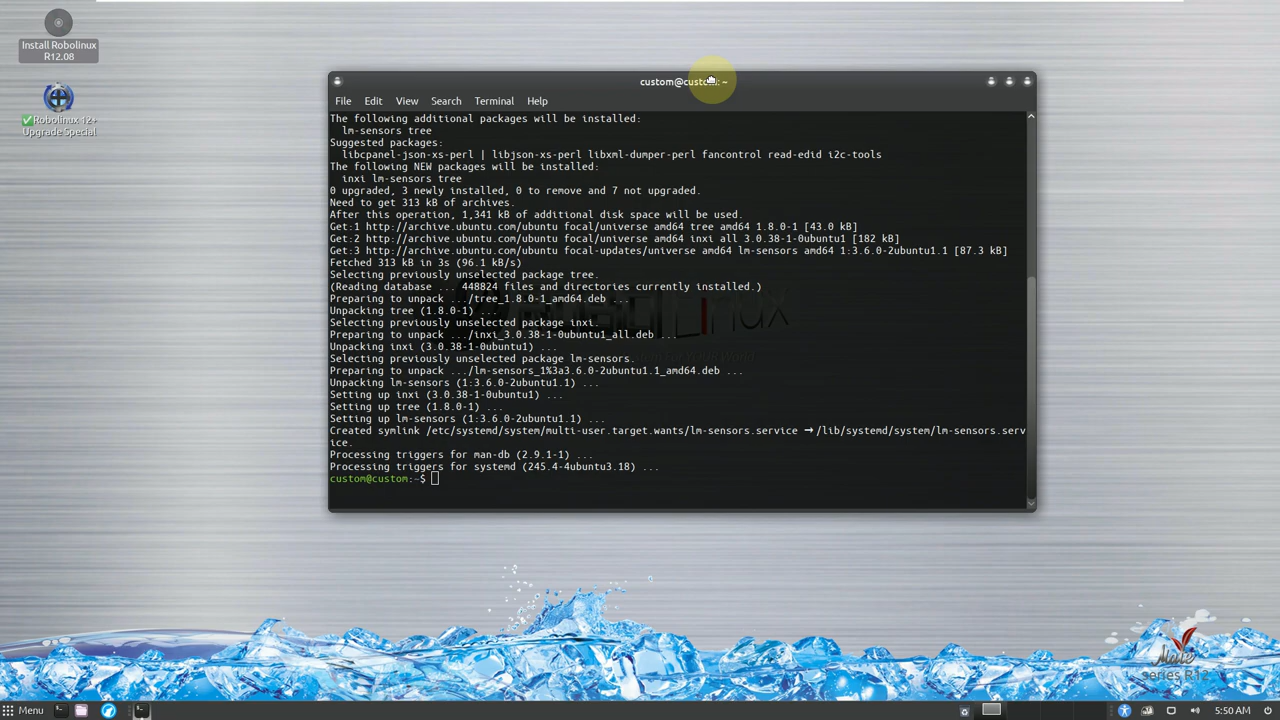 Install Robolinux
R12.08
✅Robolinux 12+
Upgrade Special
custom@custom: ~
File Edit View Search Terminal Help
The following additional packages will be installed:
lm-sensors tree
Suggested packages:
libcpanel-json-xs-perl | libjson-xs-perl libxml-dumper-perl fancontrol read-edid i2c-tools
The following NEW packages will be installed:
inxi lm-sensors tree
0 upgraded, 3 newly installed, 0 to remove and 7 not upgraded.
Need to get 313 kB of archives.
After this operation, 1,341 kB of additional disk space will be used.
Get:1 http://archive.ubuntu.com/ubuntu focal/universe amd64 tree amd64 1.8.0-1 [43.0 kB]
Get:2 http://archive.ubuntu.com/ubuntu focal/universe amd64 inxi all 3.0.38-1-0ubuntu1 [182 kB]
Get:3 http://archive.ubuntu.com/ubuntu focal-updates/universe amd64 lm-sensors amd64 1:3.6.0-2ubuntu1.1 [87.3 kB]
Fetched 313 kB in 3s (96.1 kB/s)
Selecting previously unselected package tree.
(Reading database ... 448824 files and directories currently installed.)
Preparing to unpack .../tree_1.8.0-1_amd64.deb ...
Unpacking tree (1.8.0-1) ...
Selecting previously unselected package inxi.
Preparing to unpack .../inxi_3.0.38-1-0ubuntu1_all.deb ...
Unpacking inxi (3.0.38-1-0ubuntu1) ...
Selecting previously unselected package lm-sensors.
Preparing to unpack .../lm-sensors_1%3a3.6.0-2ubuntu1.1_amd64.deb ...
Unpacking lm-sensors (1:3.6.0-2ubuntu1.1) ...
Setting up inxi (3.0.38-1-0ubuntu1) ...
Setting up tree (1.8.0-1) ...
Setting up lm-sensors (1:3.6.0-2ubuntu1.1) ...
Created symlink /etc/systemd/system/multi-user.target.wants/lm-sensors.service → /lib/systemd/system/lm-sensors.serv
ice.
Processing triggers for man-db (2.9.1-1) ...
Processing triggers for systemd (245.4-4ubuntu3.18) ...
custom@custom:~$
Mate
series R12
Menu
5:50 AM